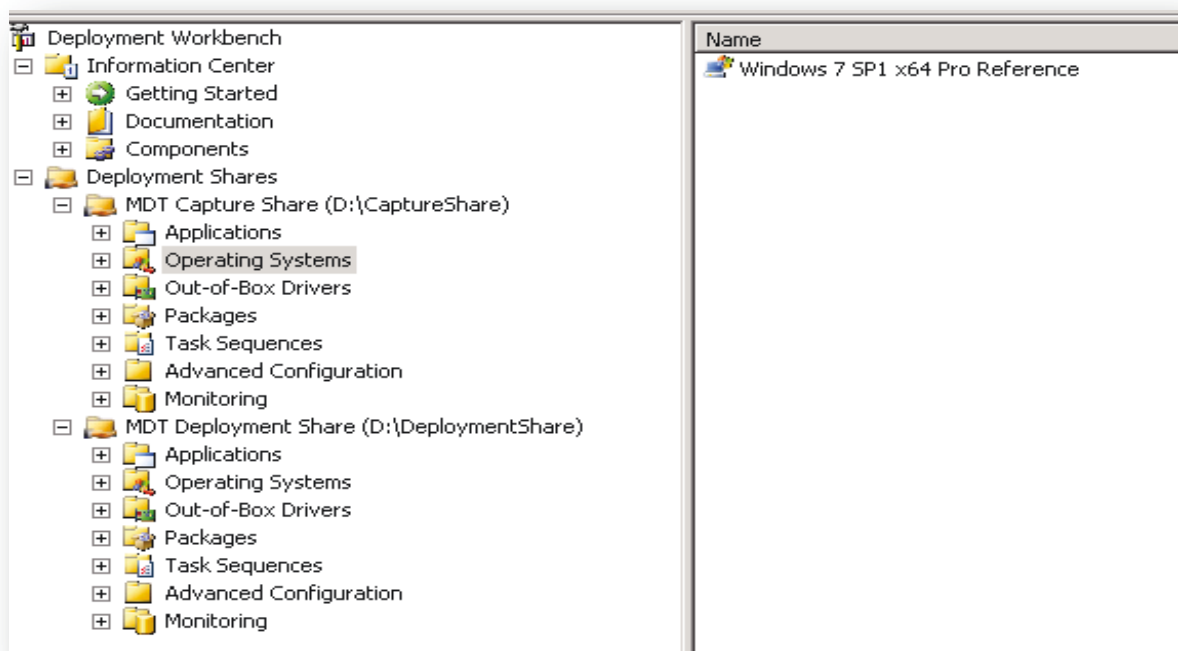 Deployment Workbench
Information Center
Getting Started
Documentation
Components
Deployment Shares
MDT Capture Share (D:\CaptureShare)
Applications
Operating Systems
Out-of-Box Drivers
Packages
Task Sequences
Advanced Configuration
Monitoring
MDT Deployment Share (D:\DeploymentShare)
Applications
Operating Systems
Out-of-Box Drivers
Packages
Task Sequences
Advanced Configuration
Monitoring
Name
Windows 7 SP1 x64 Pro Reference